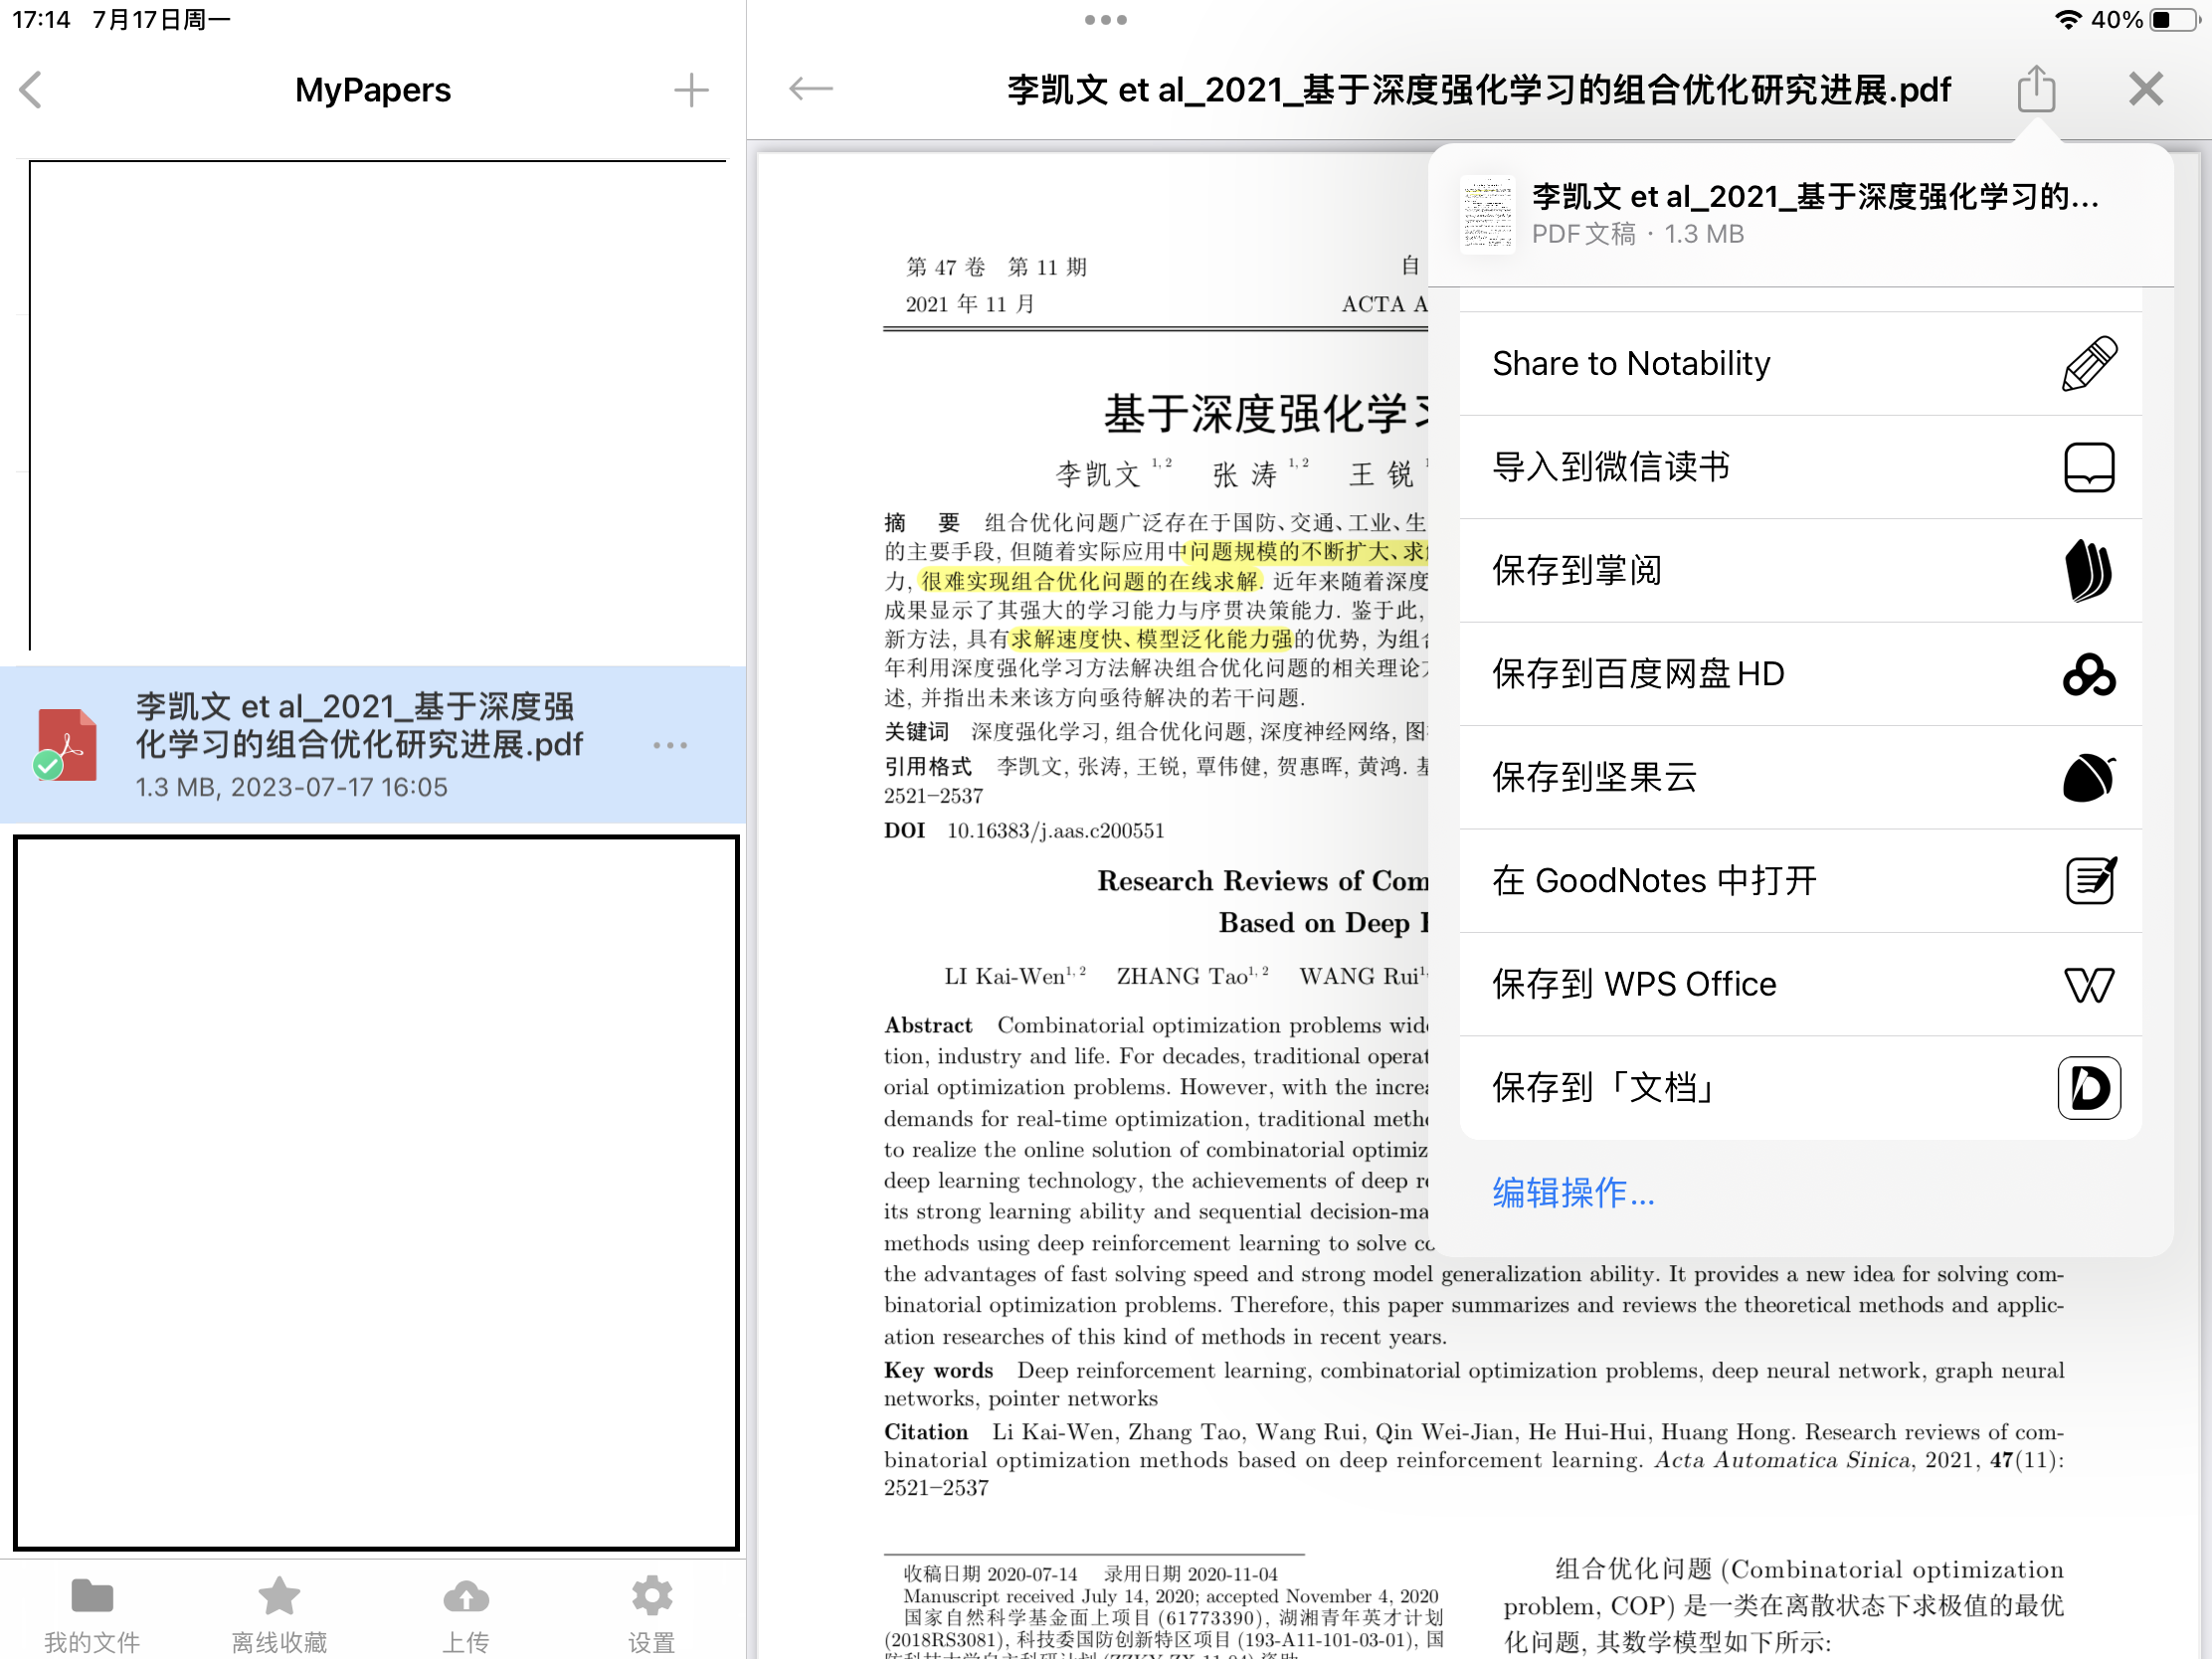 17:14 7月17日周一
40%
MyPapers
李凯文 et al_2021_基于深度强化学习的组合优化研究进展.pdf
李凯文 et al_2021_基于深度强
化学习的组合优化研究进展.pdf
1.3 MB, 2023-07-17 16:05
我的文件
离线收藏
上传
设置
李凯文 et al_2021_基于深度强化学习的...
PDF文稿 · 1.3 MB
Share to Notability
导入到微信读书
保存到掌阅
保存到百度网盘HD
保存到坚果云
在 GoodNotes 中打开
保存到 WPS Office
保存到「文档」
编辑操作...
第 47 卷 第 11 期 自
2021 年 11 月 ACTA A
基于深度强化学
李凯文 1, 2 张 涛 1, 2 王 锐
摘 要 组合优化问题广泛存在于国防、交通、工业、生
的主要手段, 但随着实际应用中问题规模的不断扩大、求
力, 很难实现组合优化问题的在线求解. 近年来随着深度
成果显示了其强大的学习能力与序贯决策能力. 鉴于此,
新方法, 具有求解速度快、模型泛化能力强的优势, 为组
年利用深度强化学习方法解决组合优化问题的相关理论
述, 并指出未来该方向亟待解决的若干问题.
关键词 深度强化学习, 组合优化问题, 深度神经网络, 图
引用格式 李凯文, 张涛, 王锐, 覃伟健, 贺惠晖, 黄鸿.
2521–2537
DOI 10.16383/j.aas.c200551
Research Reviews of Com
Based on Deep
LI Kai-Wen1, 2 ZHANG Tao1, 2 WANG Rui1,
Abstract Combinatorial optimization problems wid
tion, industry and life. For decades, traditional operat
orial optimization problems. However, with the increa
demands for real-time optimization, traditional meth
to realize the online solution of combinatorial optimiz
deep learning technology, the achievements of deep r
its strong learning ability and sequential decision-ma
methods using deep reinforcement learning to solve co
the advantages of fast solving speed and strong model generalization ability. It provides a new idea for solving com-
binatorial optimization problems. Therefore, this paper summarizes and reviews the theoretical methods and applic-
ation researches of this kind of methods in recent years.
Key words Deep reinforcement learning, combinatorial optimization problems, deep neural network, graph neural
networks, pointer networks
Citation Li Kai-Wen, Zhang Tao, Wang Rui, Qin Wei-Jian, He Hui-Hui, Huang Hong. Research reviews of com-
binatorial optimization methods based on deep reinforcement learning. Acta Automatica Sinica, 2021, 47(11):
2521–2537
收稿日期 2020-07-14 录用日期 2020-11-04
Manuscript received July 14, 2020; accepted November 4, 2020
国家自然科学基金面上项目 (61773390), 湖湘青年英才计划
(2018RS3081), 科技委国防创新特区项目 (193-A11-101-03-01), 国
防科技大学自主科研计划 (ZZKY-ZX-11-04) 资助
组合优化问题 (Combinatorial optimization
problem, COP) 是一类在离散状态下求极值的最优
化问题, 其数学模型如下所示: